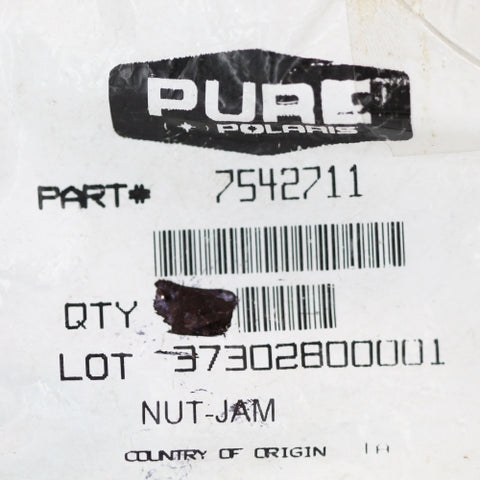 PURE
POLARIS
PART# 7542711
QTY
LOT 37302800001
NUT-JAM
COUNTRY OF ORIGIN